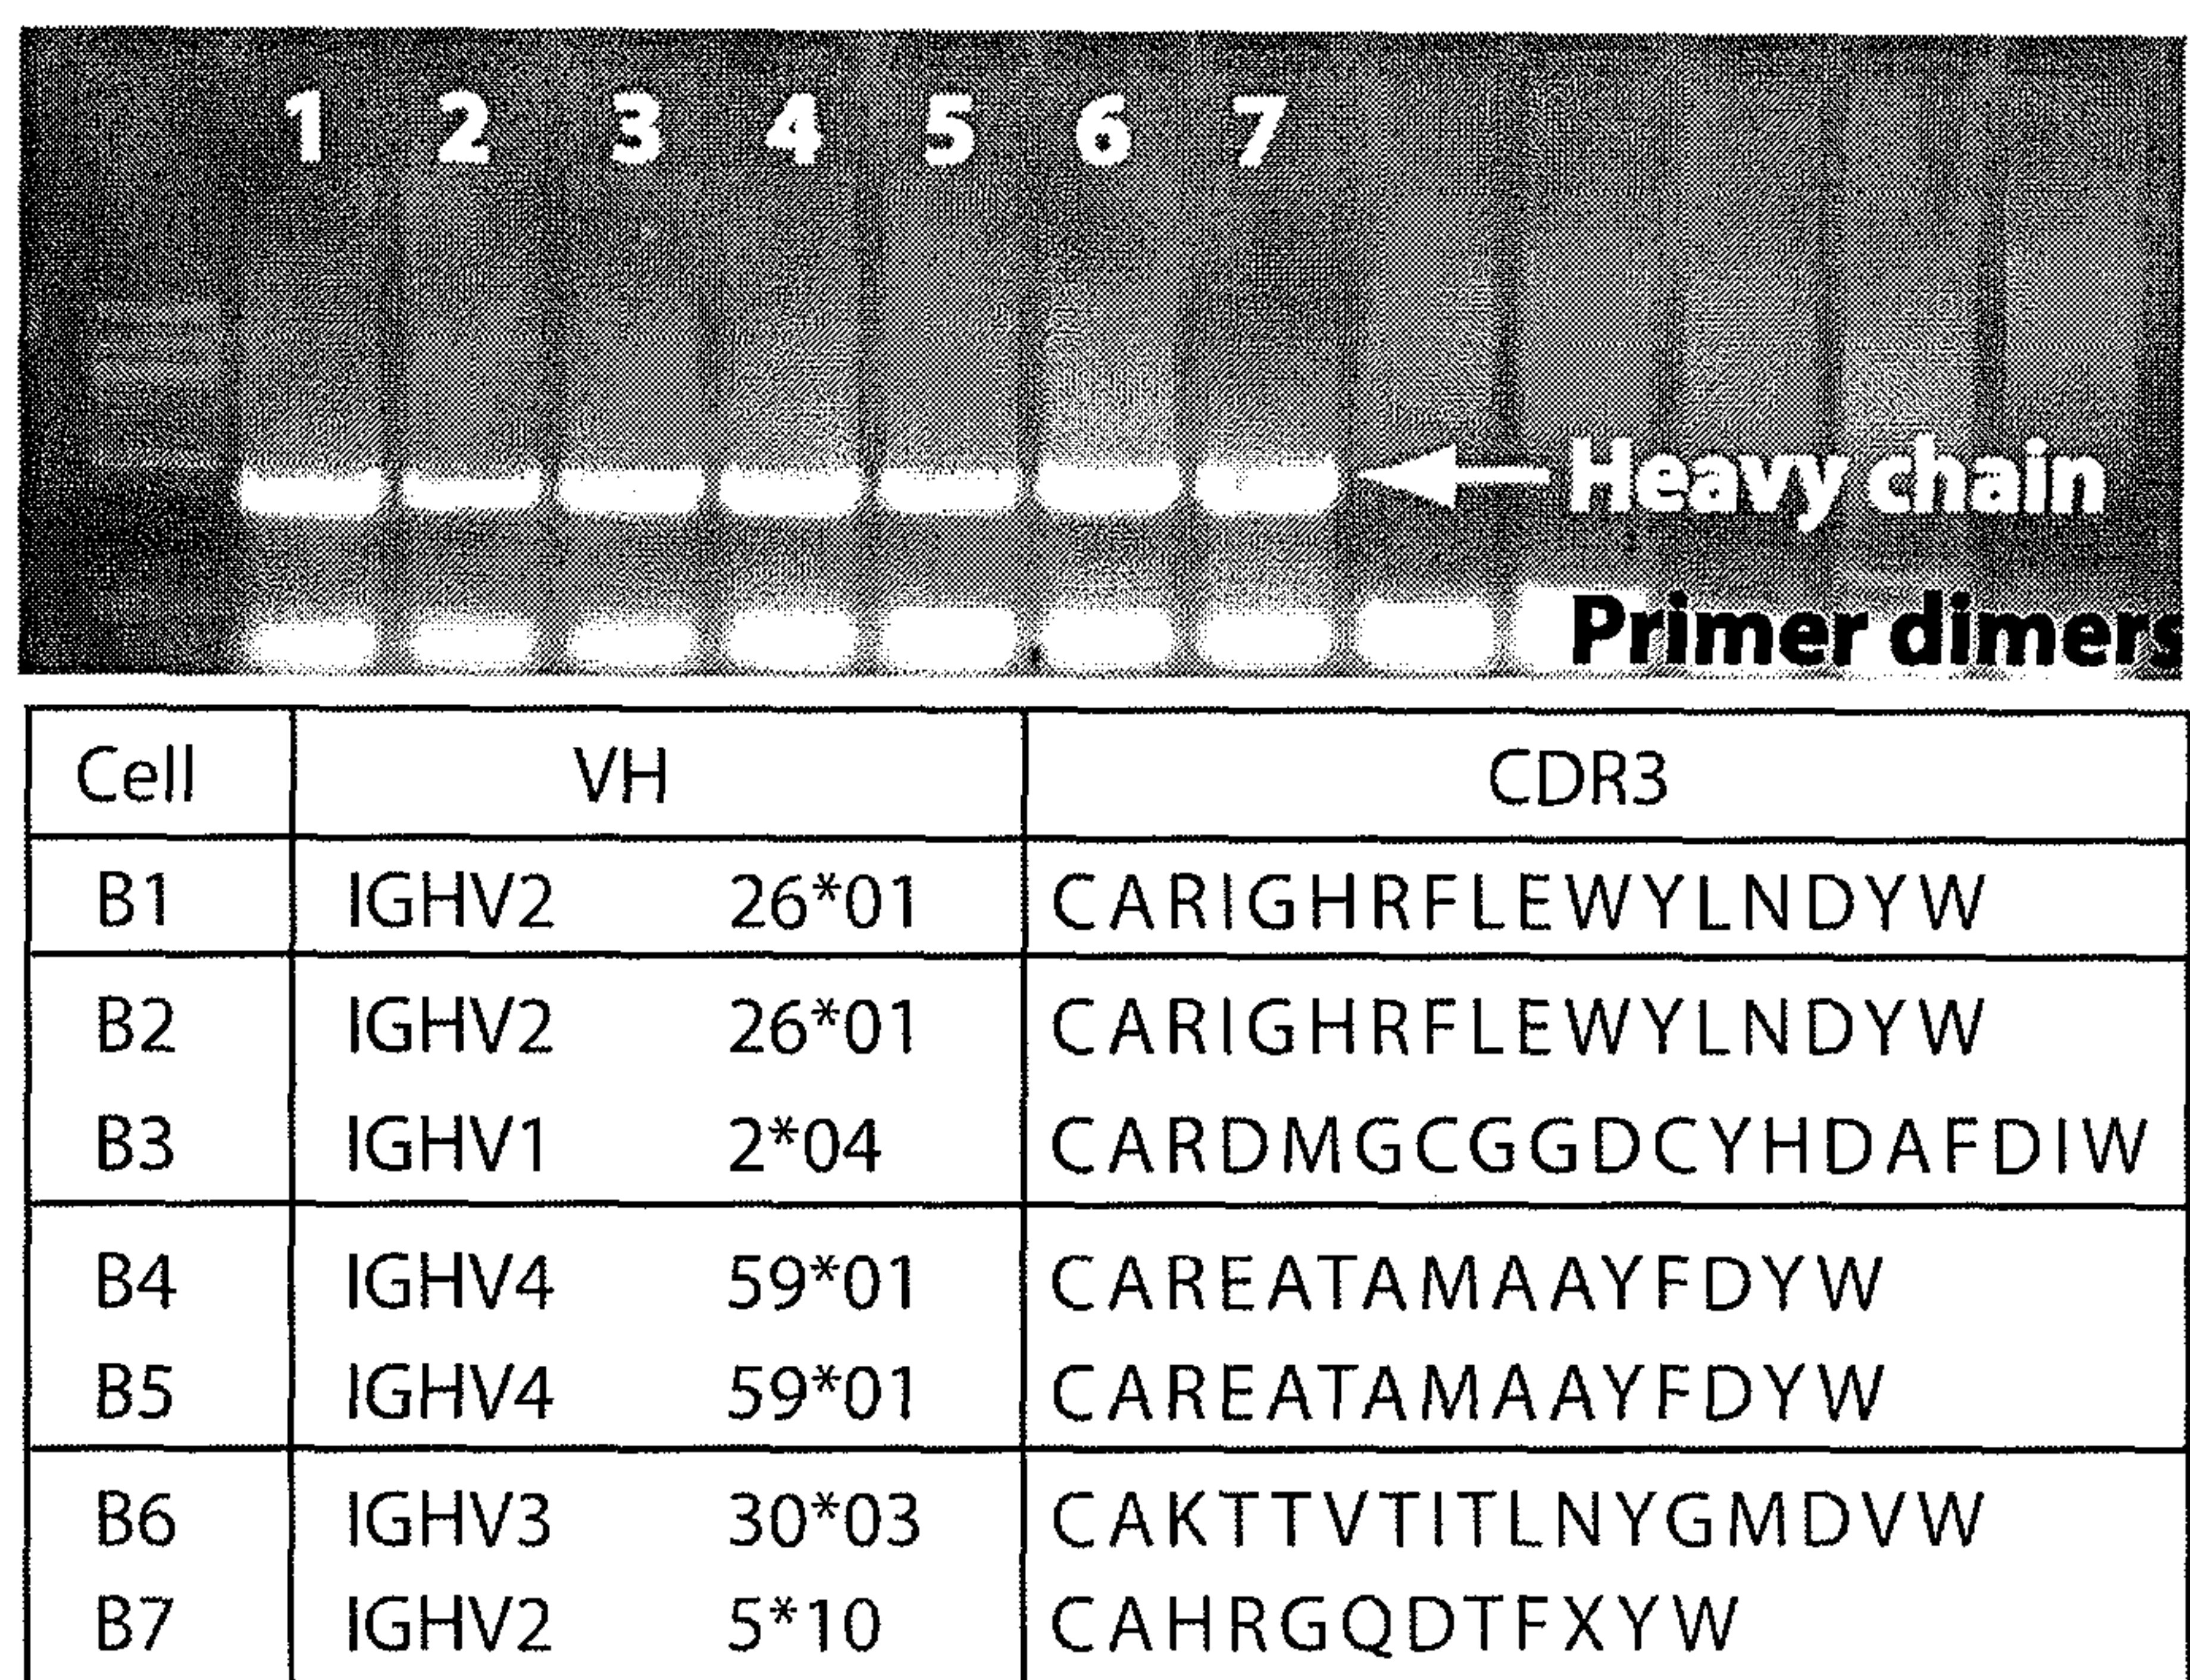 1 2 3 4 5 6 7
Heavy chain
Primer dimers
Cell VH CDR3
B1 IGHV2 26*01 CARIGHRFLEWYLNDYW
B2 IGHV2 26*01 CARIGHRFLEWYLNDYW
B3 IGHV1 2*04 CARDMGCGGDCYHDAFDIW
B4 IGHV4 59*01 CAREATAMAAYFDYW
B5 IGHV4 59*01 CAREATAMAAYFDYW
B6 IGHV3 30*03 CAKTTVTITLNYGMDVW
B7 IGHV2 5*10 CAHRGQDTFXYW